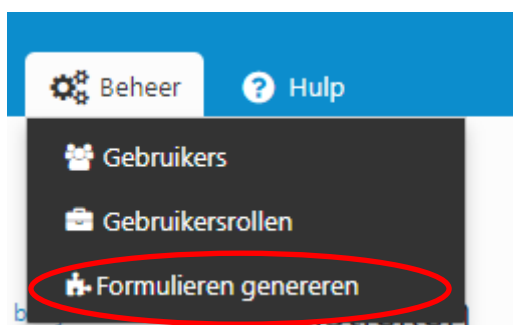 Beheer
Hulp
Gebruikers
Gebruikersrollen
Formulieren genereren